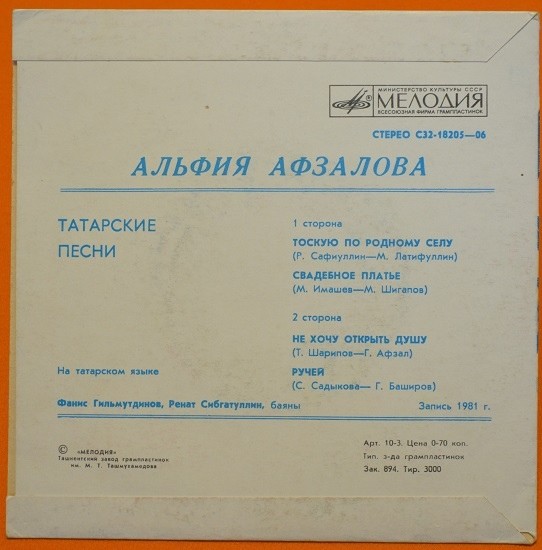 МИНИСТЕРСТВО КУЛЬТУРЫ СССР
МЕЛОДИЯ
ВСЕСОЮЗНАЯ ФИРМА ГРАМПЛАСТИНОК
СТЕРЕО С32-18205—06
АЛЬФИЯ АФЗАЛОВА
ТАТАРСКИЕ
ПЕСНИ
1 сторона
ТОСКУЮ ПО РОДНОМУ СЕЛУ
(Р. Сафиуллин—М. Латифуллин)
СВАДЕБНОЕ ПЛАТЬЕ
(М. Имашев—М. Шигапов)
2 сторона
НЕ ХОЧУ ОТКРЫТЬ ДУШУ
(Т. Шарипов—Г. Афзал)
РУЧЕЙ
(С. Садыкова— Г. Баширов)
На татарском языке
Фанис Гильмутдинов, Ренат Сибгатуллин, баяны
Запись 1981 г.
© «МЕЛОДИЯ»
Ташкентский завод грампластинок
им. М. Т. Ташмухамедова
Арт. 10-3. Цена 0-70 коп.
Тип. з-да грампластинок
Зак. 894. Тир. 3000